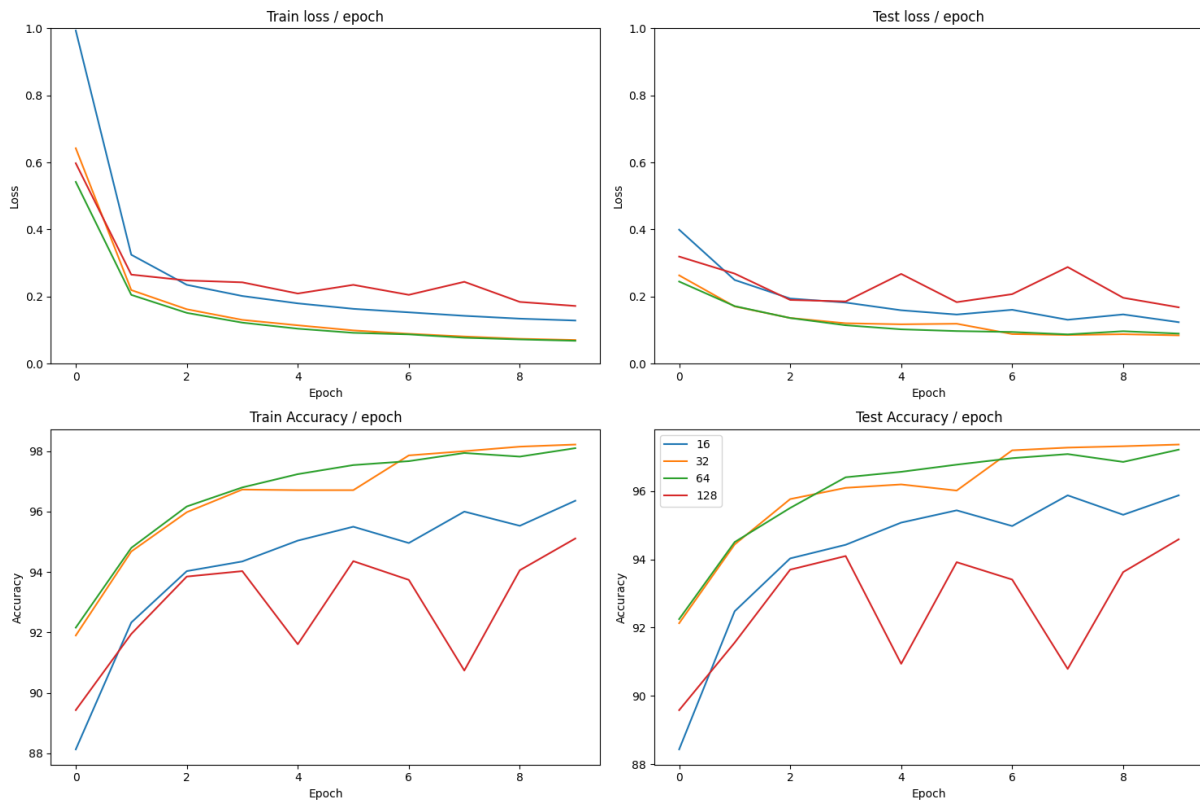 Train loss / epoch
1.0
0.8
0.6
0.4
0.2
0.0
Loss
0 2 4 6 8
Epoch
Test loss / epoch
1.0
0.8
0.6
0.4
0.2
0.0
Loss
0 2 4 6 8
Epoch
Train Accuracy / epoch
98
96
94
92
90
88
Accuracy
0 2 4 6 8
Epoch
Test Accuracy / epoch
16
32
64
128
96
94
92
90
88
Accuracy
0 2 4 6 8
Epoch